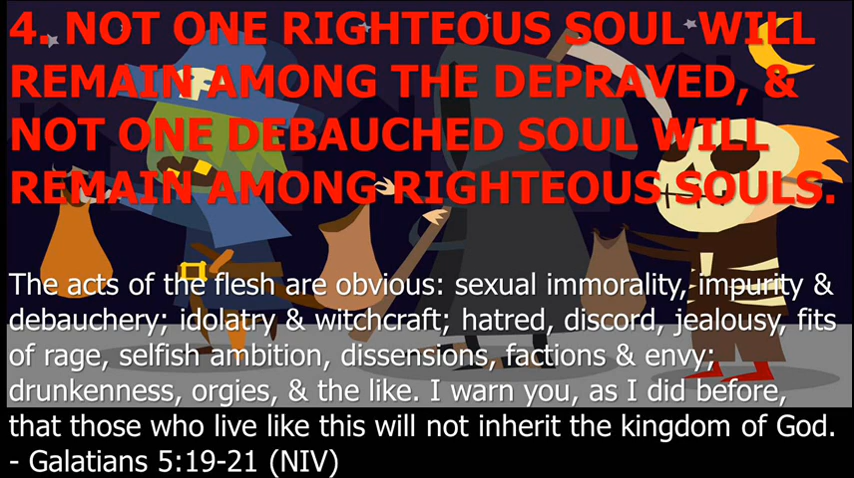 4. NOT ONE RIGHTEOUS SOUL WILL
REMAIN AMONG THE DEPRAVED, &
NOT ONE DEBAUCHED SOUL WILL
REMAIN AMONG RIGHTEOUS SOULS.
The acts of the flesh are obvious: sexual immorality, impurity &
debauchery; idolatry & witchcraft; hatred, discord, jealousy, fits
of rage, selfish ambition, dissensions, factions & envy;
drunkenness, orgies, & the like. I warn you, as I did before,
that those who live like this will not inherit the kingdom of God.
- Galatians 5:19-21 (NIV)